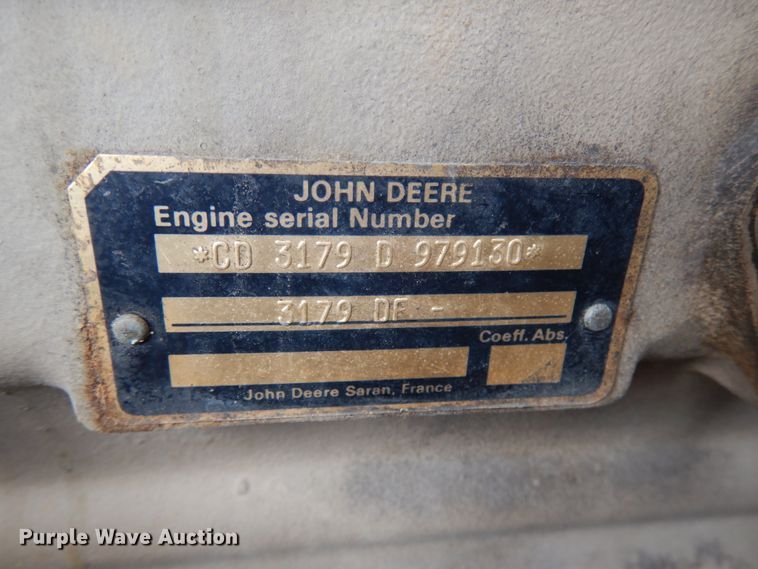 JOHN DEERE
Engine serial Number
*CD 3179 D 979130*
3179 DF -
Coeff. Abs.
John Deere Saran, France
Purple Wave Auction